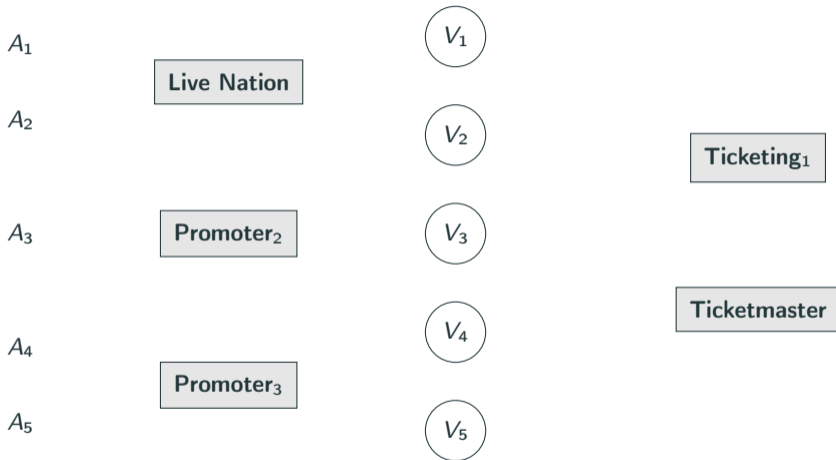 A₁
A₂
A₃
A₄
A₅
Live Nation
Promoter₂
Promoter₃
V₁
V₂
V₃
V₄
V₅
Ticketing₁
Ticketmaster